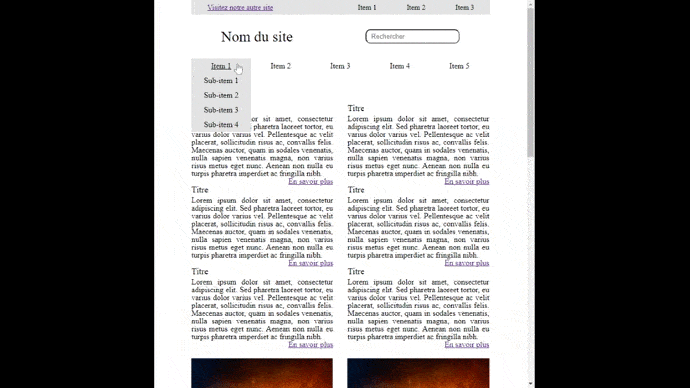 Visitez notre autre site
Item 1 Item 2 Item 3
Nom du site
Rechercher
Item 1 Item 2 Item 3 Item 4 Item 5
Sub-item 1
Sub-item 2
Sub-item 3
Sub-item 4
dolor sit amet, consectetur
pharetra laoreet tortor, eu
varius dolor varius vel. Pellentesque ac velit
placerat, sollicitudin risus ac, convallis felis.
Maecenas auctor, quam in sodales venenatis,
nulla sapien venenatis magna, non varius
risus metus eget nunc. Aenean non nulla eu
turpis pharetra imperdiet ac fringilla nibh.
En savoir plus
Titre
Lorem ipsum dolor sit amet, consectetur
adipiscing elit. Sed pharetra laoreet tortor, eu
varius dolor varius vel. Pellentesque ac velit
placerat, sollicitudin risus ac, convallis felis.
Maecenas auctor, quam in sodales venenatis,
nulla sapien venenatis magna, non varius
risus metus eget nunc. Aenean non nulla eu
turpis pharetra imperdiet ac fringilla nibh.
En savoir plus
Titre
Lorem ipsum dolor sit amet, consectetur
adipiscing elit. Sed pharetra laoreet tortor, eu
varius dolor varius vel. Pellentesque ac velit
placerat, sollicitudin risus ac, convallis felis.
Maecenas auctor, quam in sodales venenatis,
nulla sapien venenatis magna, non varius
risus metus eget nunc. Aenean non nulla eu
turpis pharetra imperdiet ac fringilla nibh.
En savoir plus
Titre
Lorem ipsum dolor sit amet, consectetur
adipiscing elit. Sed pharetra laoreet tortor, eu
varius dolor varius vel. Pellentesque ac velit
placerat, sollicitudin risus ac, convallis felis.
Maecenas auctor, quam in sodales venenatis,
nulla sapien venenatis magna, non varius
risus metus eget nunc. Aenean non nulla eu
turpis pharetra imperdiet ac fringilla nibh.
En savoir plus
Titre
Lorem ipsum dolor sit amet, consectetur
adipiscing elit. Sed pharetra laoreet tortor, eu
varius dolor varius vel. Pellentesque ac velit
placerat, sollicitudin risus ac, convallis felis.
Maecenas auctor, quam in sodales venenatis,
nulla sapien venenatis magna, non varius
risus metus eget nunc. Aenean non nulla eu
turpis pharetra imperdiet ac fringilla nibh.
En savoir plus
Titre
Lorem ipsum dolor sit amet, consectetur
adipiscing elit. Sed pharetra laoreet tortor, eu
varius dolor varius vel. Pellentesque ac velit
placerat, sollicitudin risus ac, convallis felis.
Maecenas auctor, quam in sodales venenatis,
nulla sapien venenatis magna, non varius
risus metus eget nunc. Aenean non nulla eu
turpis pharetra imperdiet ac fringilla nibh.
En savoir plus